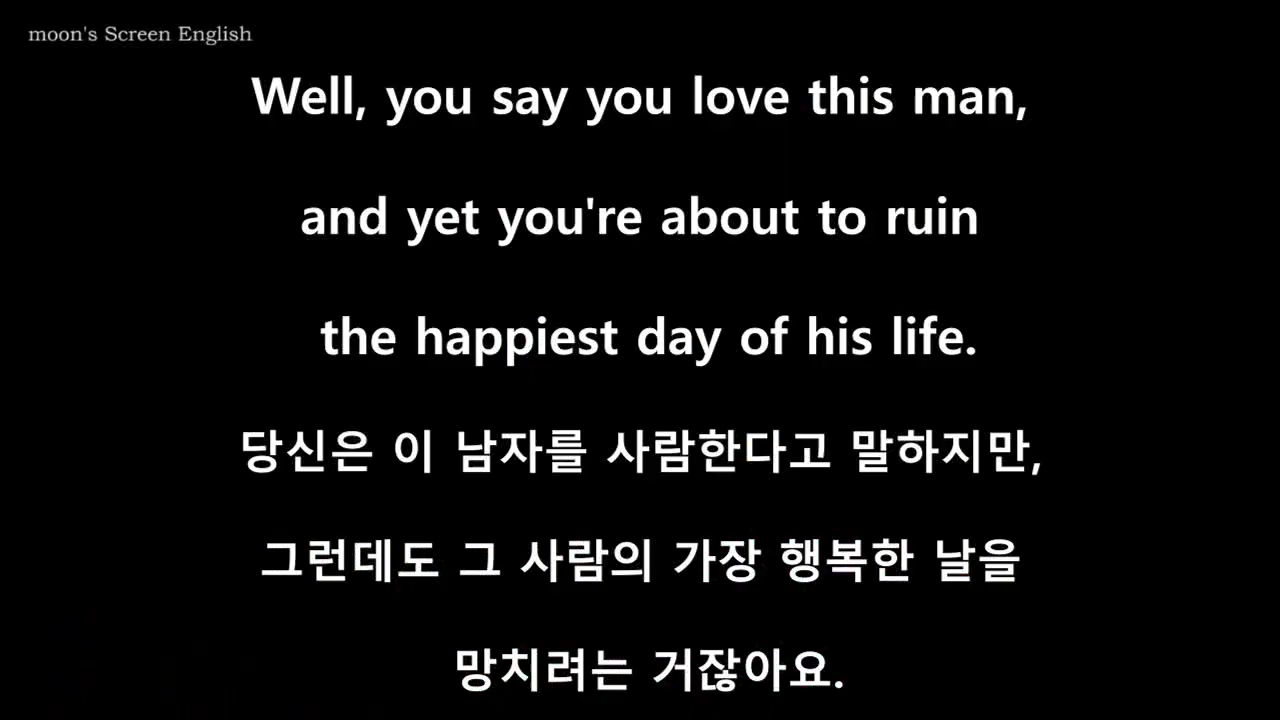 moon's Screen English
Well, you say you love this man,
and yet you're about to ruin
the happiest day of his life.
당신은 이 남자를 사람한다고 말하지만,
그런데도 그 사람의 가장 행복한 날을
망치려는 거잖아요.